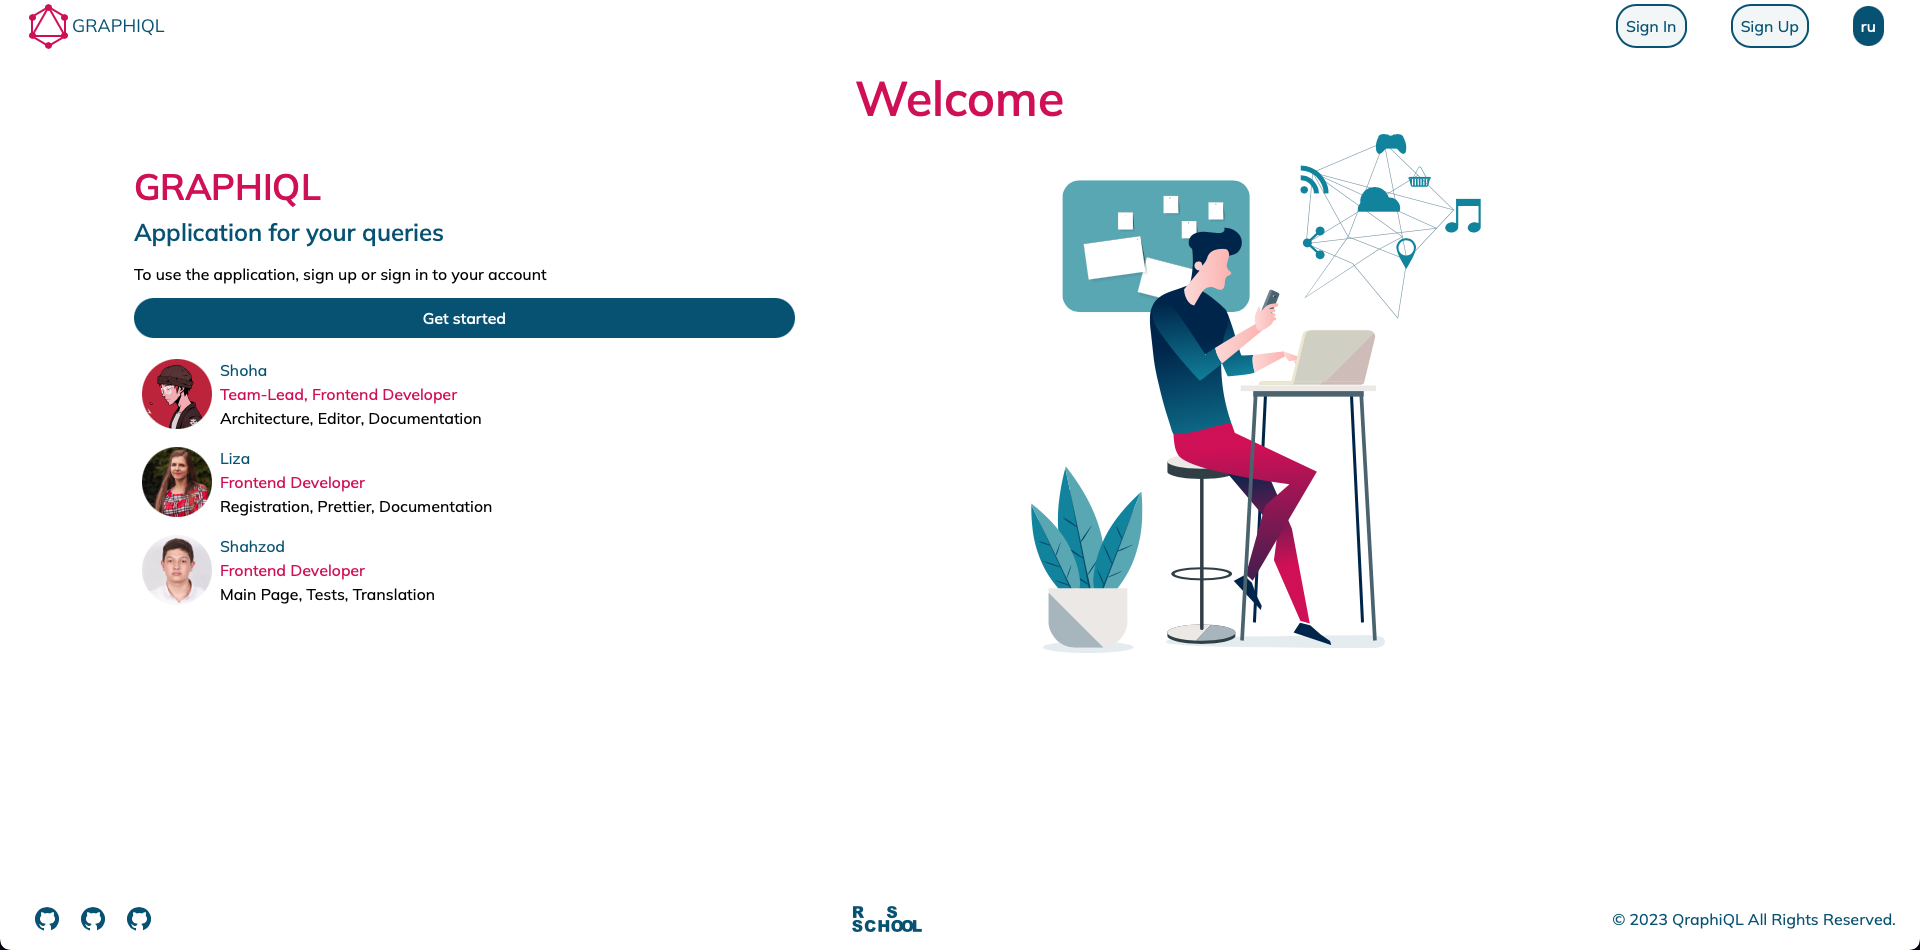 GRAPHIQL
Sign In
Sign Up
ru
Welcome
GRAPHIQL
Application for your queries
To use the application, sign up or sign in to your account
Get started
Shoha
Team-Lead, Frontend Developer
Architecture, Editor, Documentation
Liza
Frontend Developer
Registration, Prettier, Documentation
Shahzod
Frontend Developer
Main Page, Tests, Translation
R S
SCHOOL
© 2023 QraphiQL All Rights Reserved.